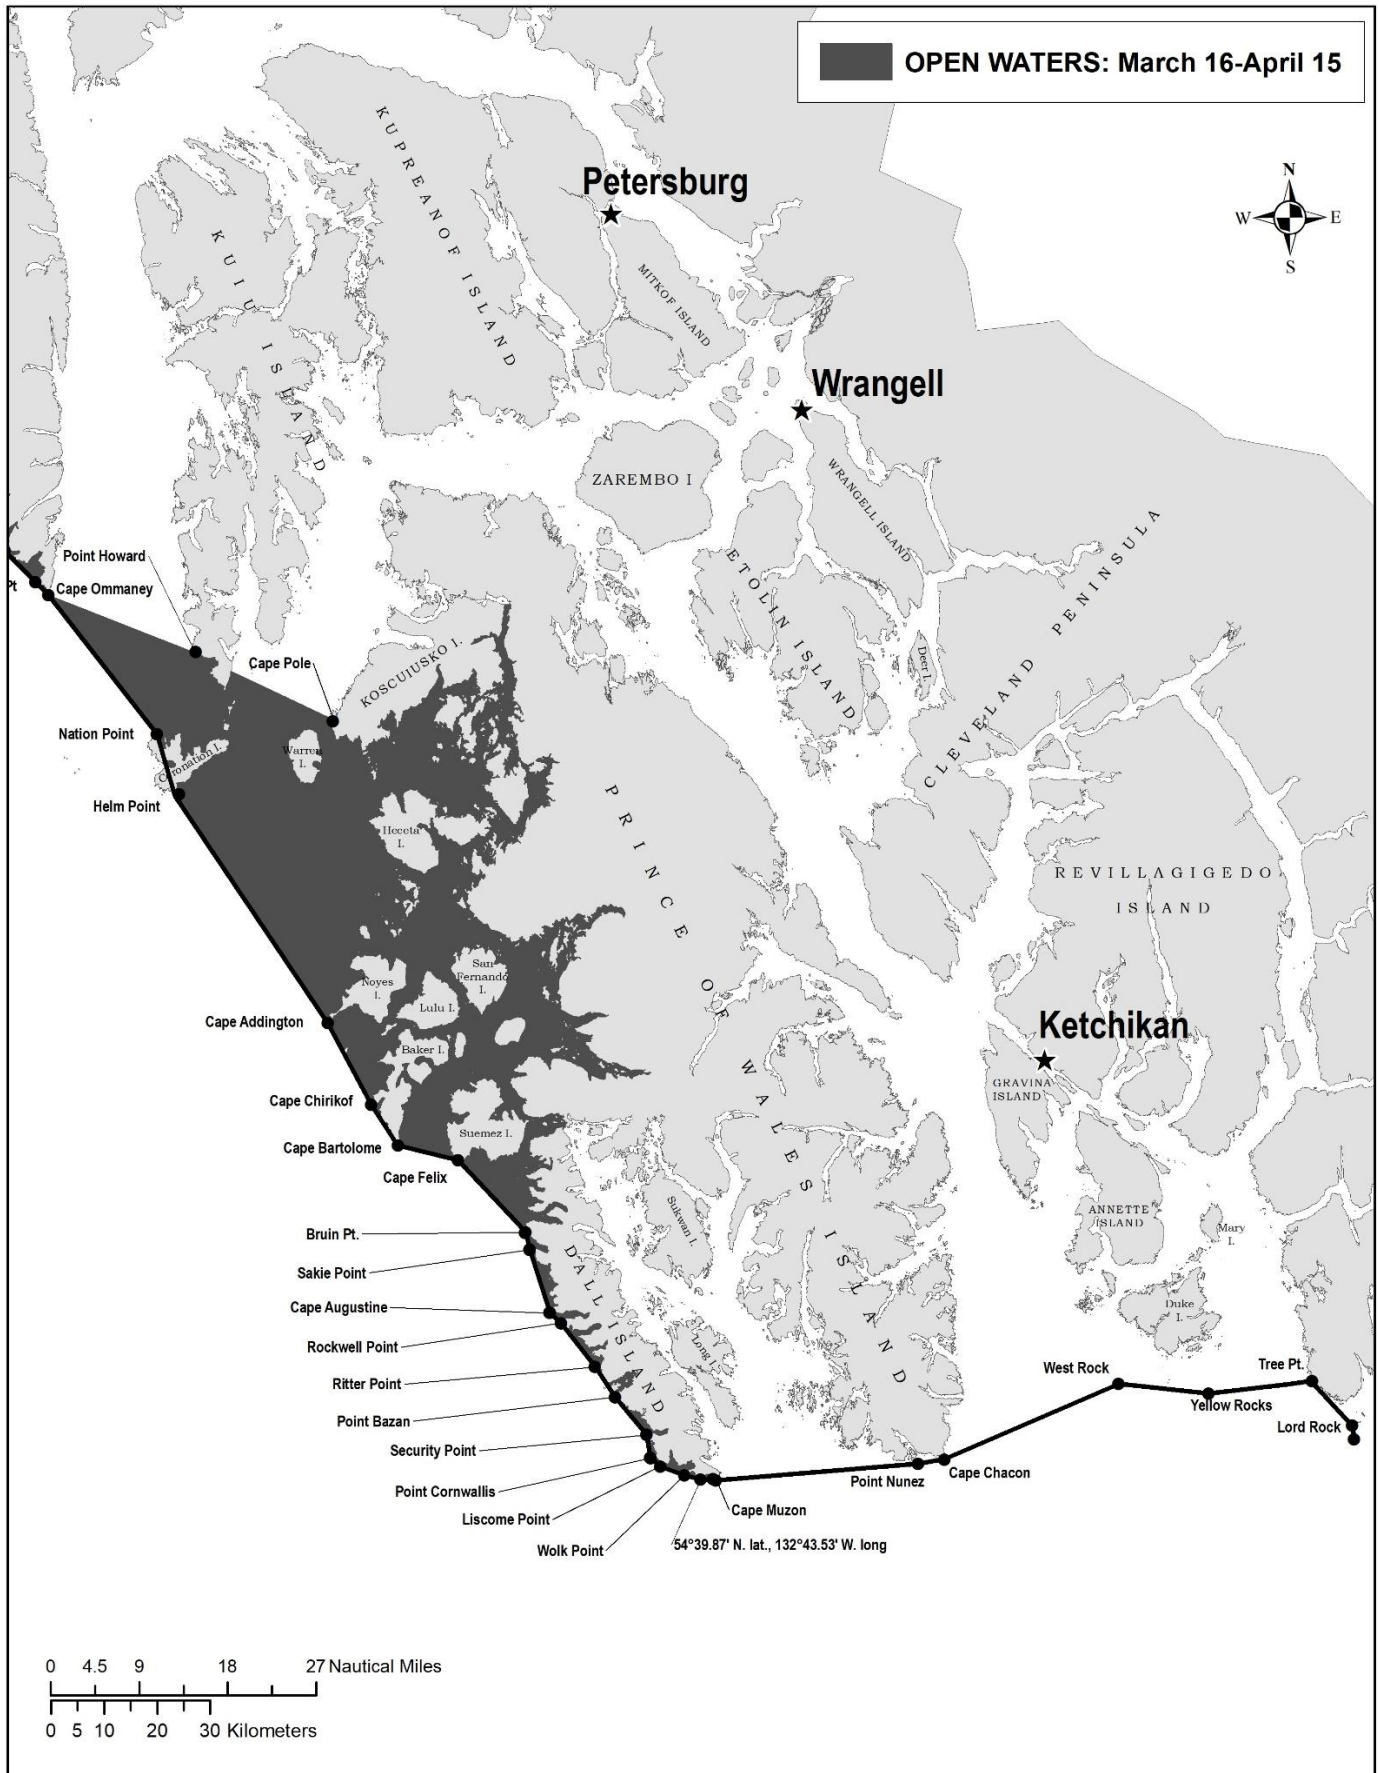 OPEN WATERS: March 16-April 15
N
W
E
S
KUPREANOF ISLAND
Petersburg
KUIU ISLAND
MITKOF ISLAND
Wrangell
ZAREMBO I
WRANGELL ISLAND
ETOLIN ISLAND
CLEVELAND PENINSULA
Deer I.
Point Howard
Pt
Cape Ommaney
Cape Pole
KOSCUIUSKO I.
Nation Point
Coronation I.
Warren
I.
Helm Point
Heceta
I.
PRINCE OF WALES ISLAND
REVILLAGIGEDO
ISLAND
San
Fernando
I.
Noyes
I.
Lulu I.
Cape Addington
Baker I.
Ketchikan
GRAVINA
ISLAND
Cape Chirikof
Suemez I.
Cape Bartolome
Cape Felix
Sukwan I.
ANNETTE
ISLAND
Mary
I.
Bruin Pt.
Sakie Point
DALL ISLAND
Cape Augustine
Duke
I.
Rockwell Point
Long I.
Ritter Point
West Rock
Tree Pt.
Yellow Rocks
Point Bazan
Lord Rock
Security Point
Point Cornwallis
Point Nunez
Cape Chacon
Liscome Point
Cape Muzon
Wolk Point
54°39.87' N. lat., 132°43.53' W. long
0 4.5 9 18 27 Nautical Miles
0 5 10 20 30 Kilometers